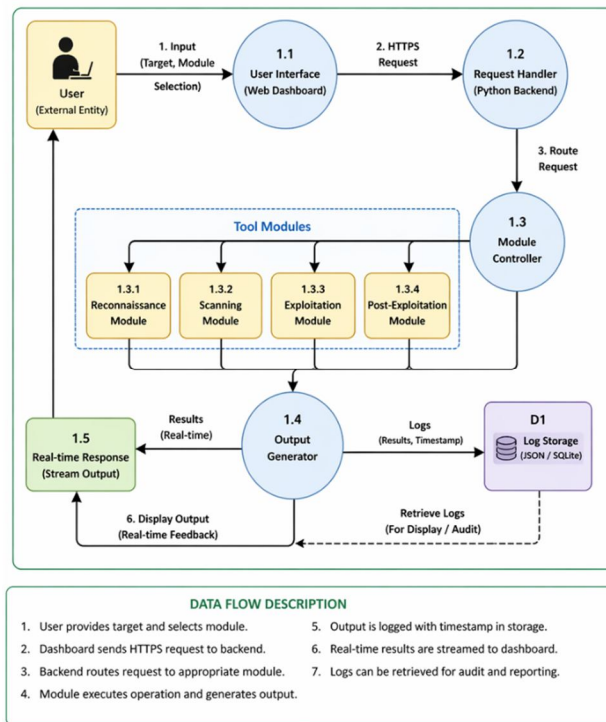 User
(External Entity)
1. Input
(Target, Module
Selection)
1.1
User Interface
(Web Dashboard)
2. HTTPS
Request
1.2
Request Handler
(Python Backend)
3. Route
Request
1.3
Module
Controller
Tool Modules
1.3.1
Reconnaissance
Module
1.3.2
Scanning
Module
1.3.3
Exploitation
Module
1.3.4
Post-Exploitation
Module
1.5
Real-time Response
(Stream Output)
Results
(Real-time)
1.4
Output
Generator
Logs
(Results, Timestamp)
D1
Log Storage
(JSON / SQLite)
6. Display Output
(Real-time Feedback)
Retrieve Logs
(For Display / Audit)
DATA FLOW DESCRIPTION
1. User provides target and selects module.
2. Dashboard sends HTTPS request to backend.
3. Backend routes request to appropriate module.
4. Module executes operation and generates output.
5. Output is logged with timestamp in storage.
6. Real-time results are streamed to dashboard.
7. Logs can be retrieved for audit and reporting.